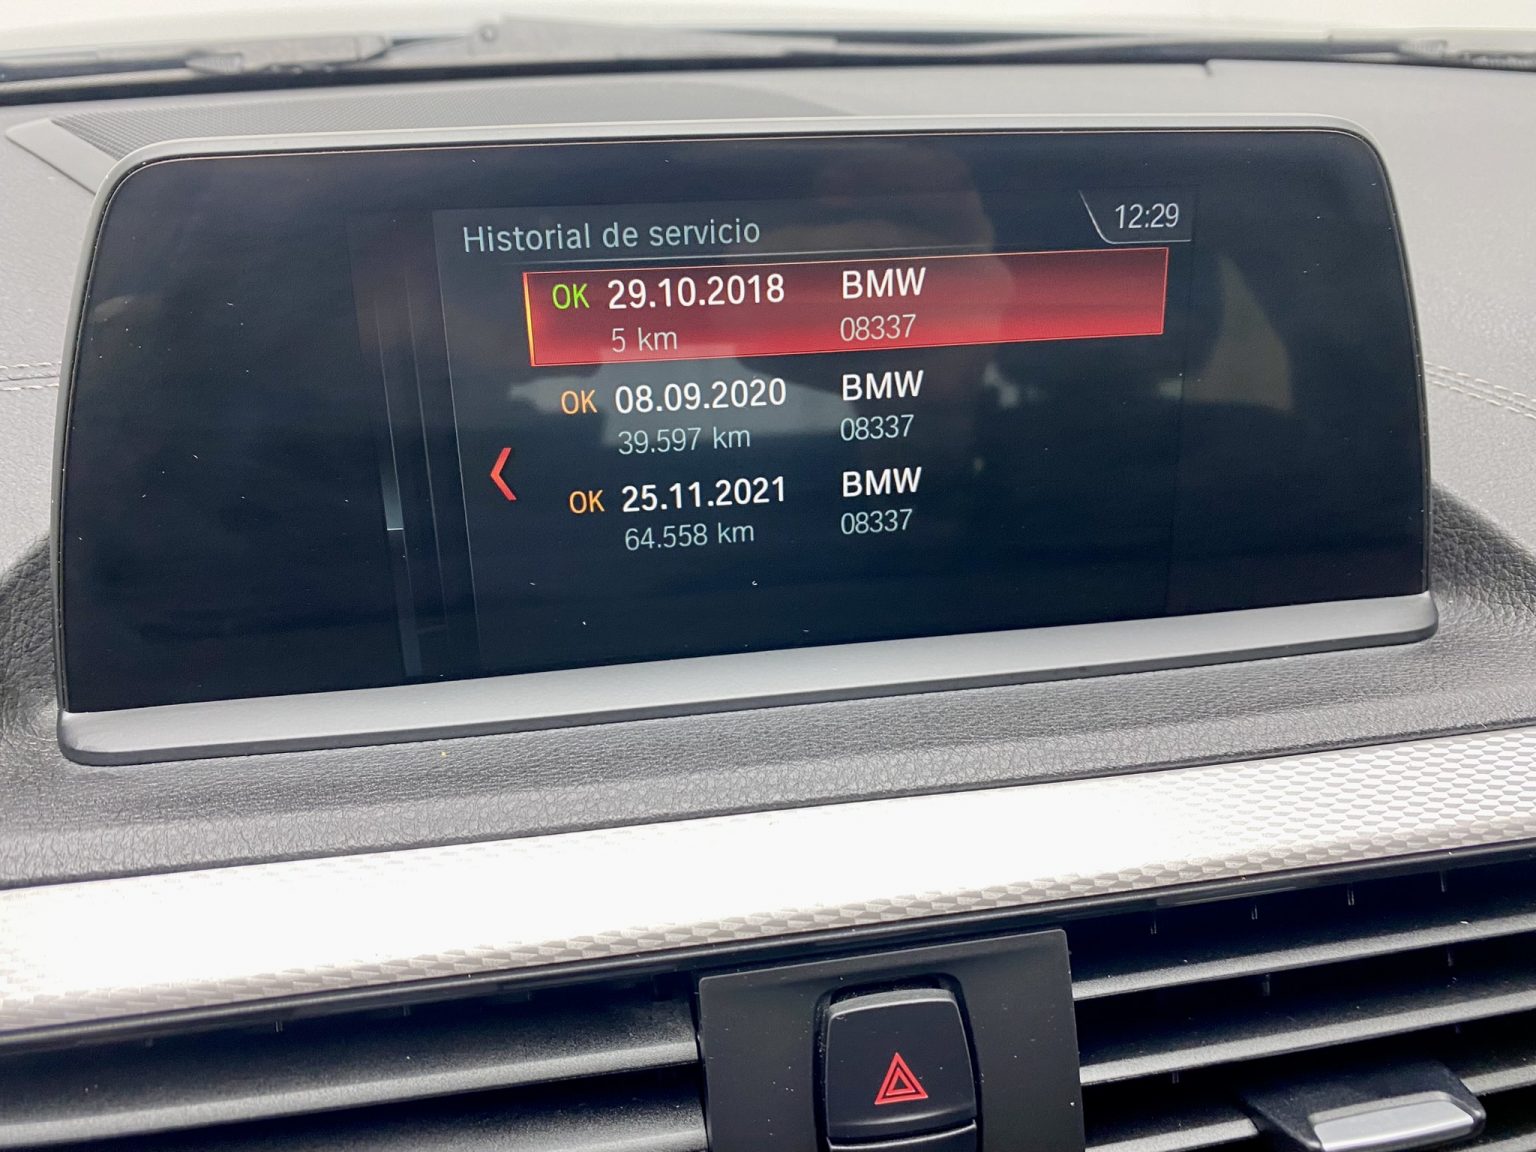 Historial de servicio
12:29
OK 29.10.2018 BMW
5 km 08337
OK 08.09.2020 BMW
39.597 km 08337
OK 25.11.2021 BMW
64.558 km 08337